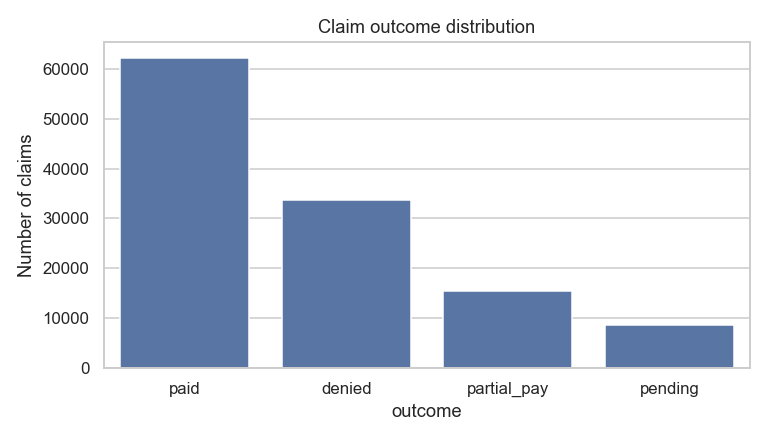 Claim outcome distribution
Number of claims
60000
50000
40000
30000
20000
10000
0
paid denied partial_pay pending
outcome